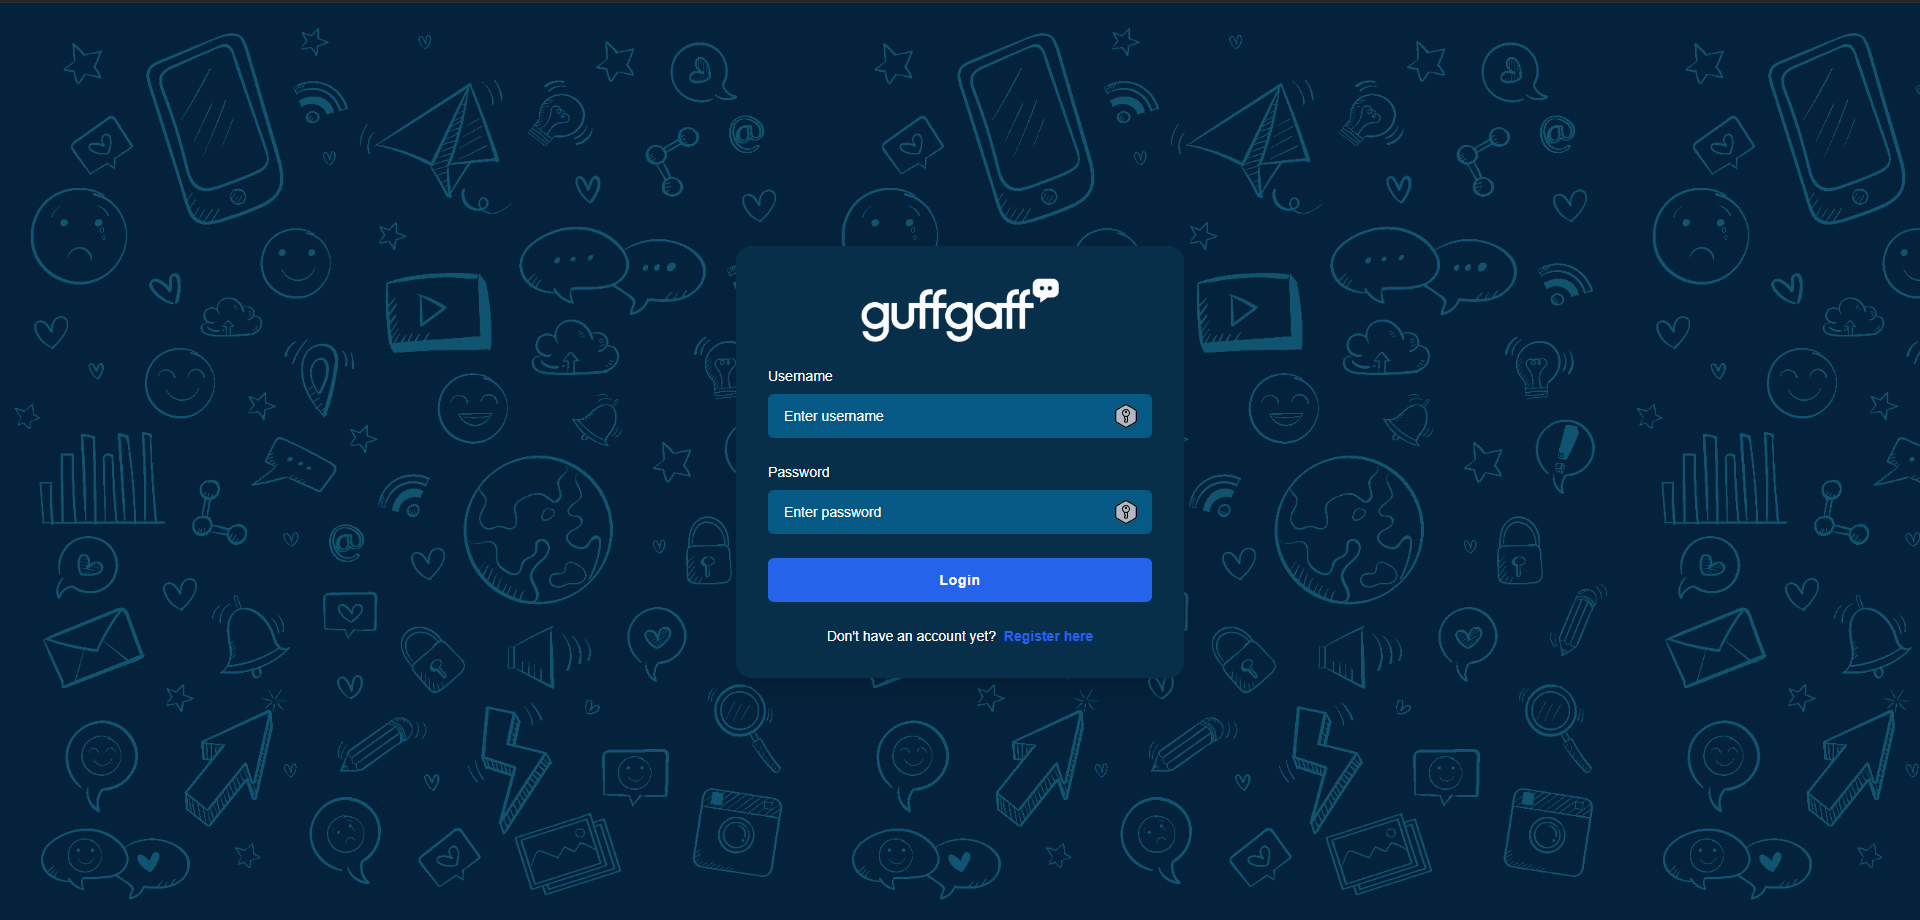 guffgaff
Username
Enter username
Password
Enter password
Login
Don't have an account yet? Register here